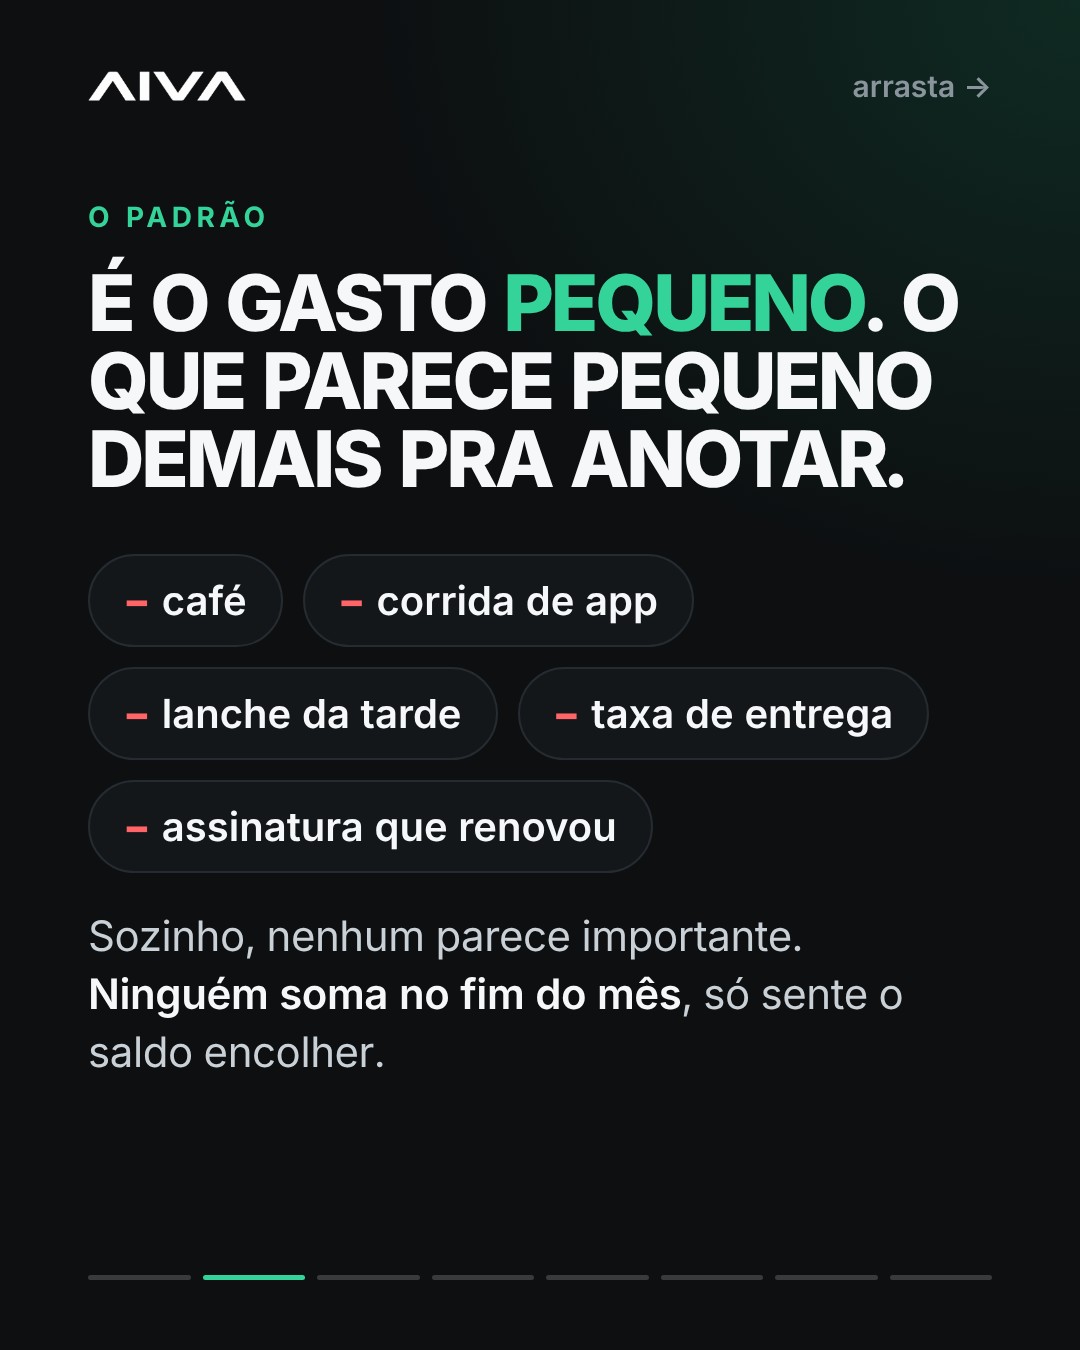 AIVA
arrasta →
O PADRÃO
É O GASTO PEQUENO. O
QUE PARECE PEQUENO
DEMAIS PRA ANOTAR.
– café
– corrida de app
– lanche da tarde
– taxa de entrega
– assinatura que renovou
Sozinho, nenhum parece importante.
Ninguém soma no fim do mês, só sente o
saldo encolher.